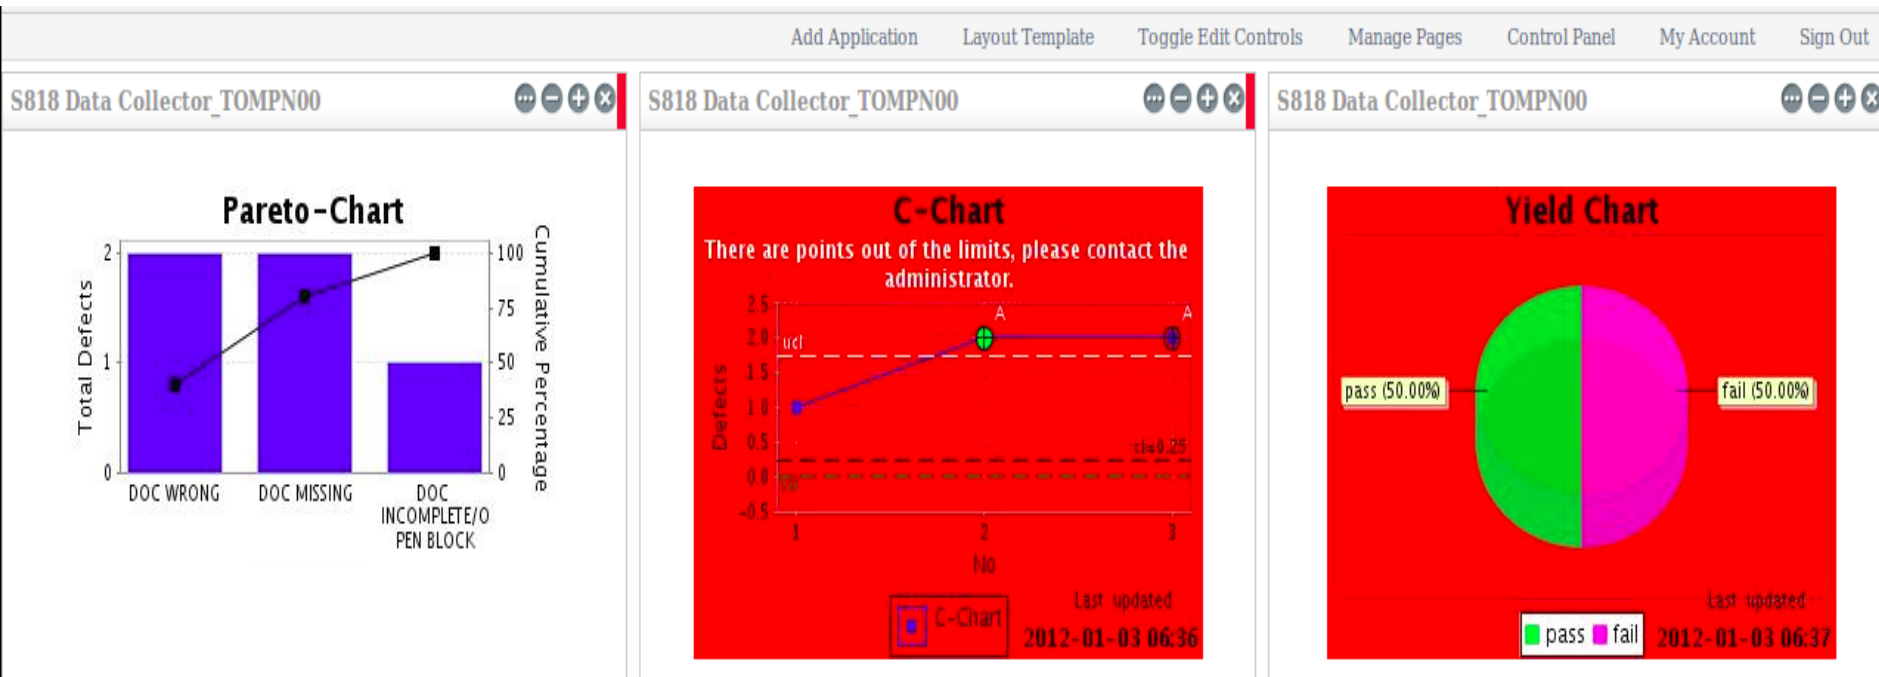 Add Application Layout Template Toggle Edit Controls Manage Pages Control Panel My Account Sign Out
S818 Data Collector_TOMPN00
Pareto-Chart
Total Defects
2
1
0
100
75
50
25
0
Cumulative Percentage
DOC WRONG
DOC MISSING
DOC
INCOMPLETE/O
PEN BLOCK
S818 Data Collector_TOMPN00
C-Chart
There are points out of the limits, please contact the
administrator.
Defects
2.5
2.0
1.5
1.0
0.5
0.0
-0.5
ucl
A
A
cl=0.25
1
2
3
No
C-Chart
Last updated
2012-01-03 06:36
S818 Data Collector_TOMPN00
Yield Chart
pass (50.00%)
fail (50.00%)
pass
fail
Last updated
2012-01-03 06:37